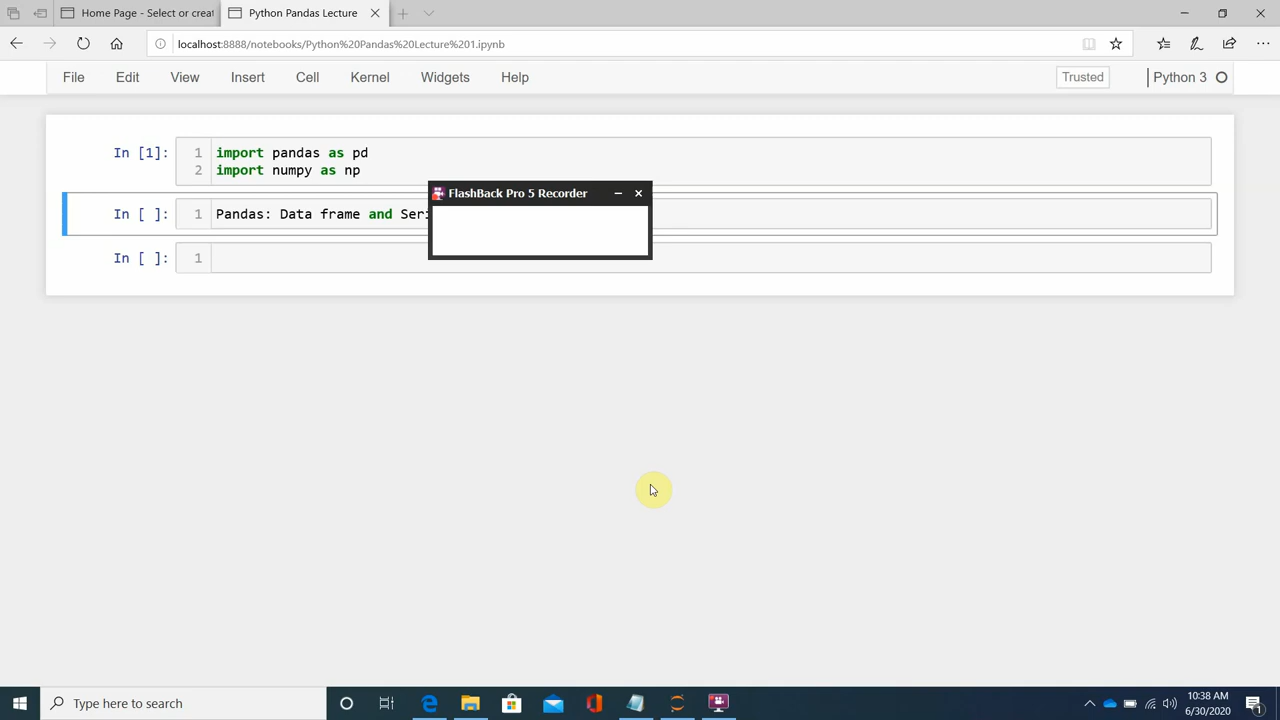 Home Page - Select or creat
Python Pandas Lecture
localhost:8888/notebooks/Python%20Pandas%20Lecture%201.ipynb
File Edit View Insert Cell Kernel Widgets Help Trusted Python 3
In [1]: 1 import pandas as pd
2 import numpy as np
FlashBack Pro 5 Recorder
In [ ]: 1 Pandas: Data frame and Seri
In [ ]: 1
Type here to search
10:38 AM
6/30/2020
1